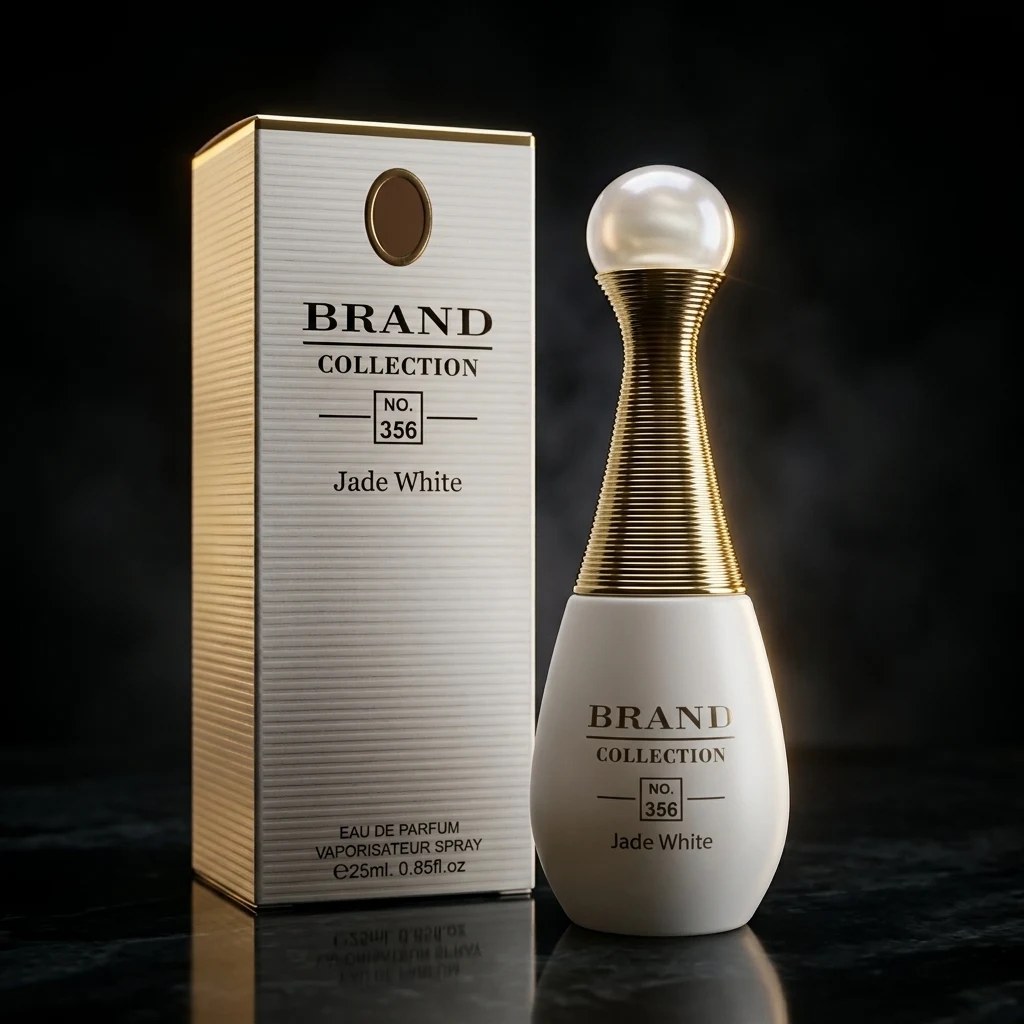 BRAND
COLLECTION
NO.
356
Jade White
EAU DE PARFUM
VAPORISATEUR SPRAY
℮25ml. 0.85fl.oz
BRAND
COLLECTION
NO.
356
Jade White